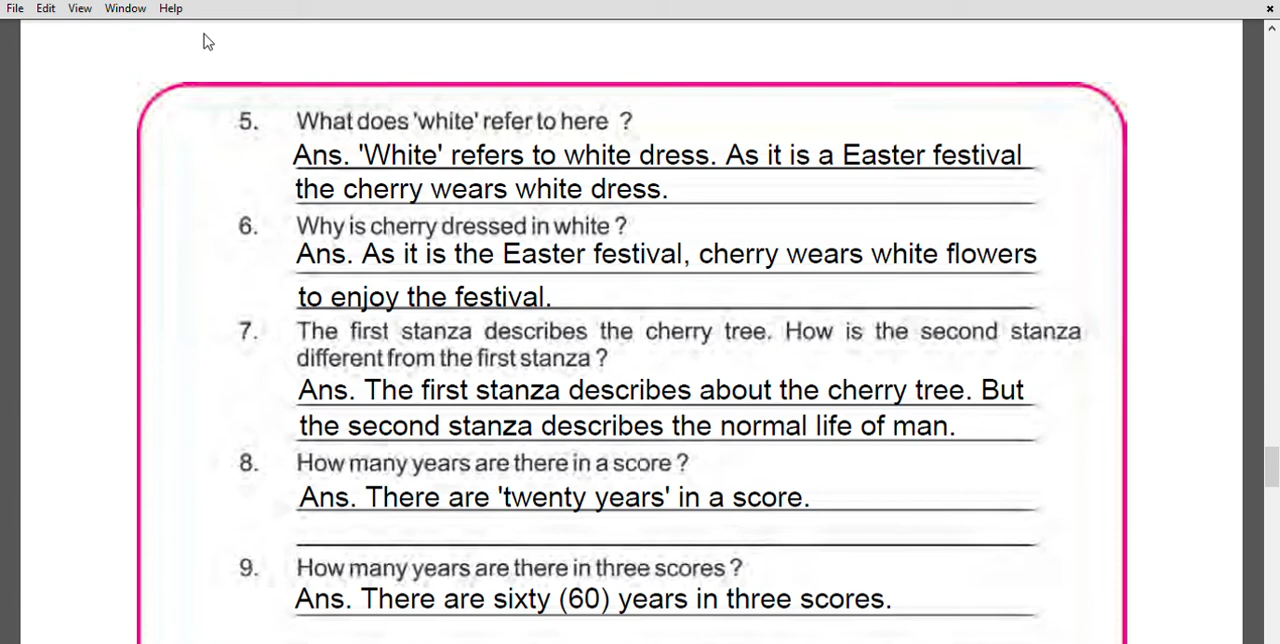 File Edit View Window Help
5. What does 'white' refer to here ?
Ans. 'White' refers to white dress. As it is a Easter festival
the cherry wears white dress.
6. Why is cherry dressed in white ?
Ans. As it is the Easter festival, cherry wears white flowers
to enjoy the festival.
7. The first stanza describes the cherry tree. How is the second stanza
different from the first stanza ?
Ans. The first stanza describes about the cherry tree. But
the second stanza describes the normal life of man.
8. How many years are there in a score ?
Ans. There are 'twenty years' in a score.
9. How many years are there in three scores ?
Ans. There are sixty (60) years in three scores.